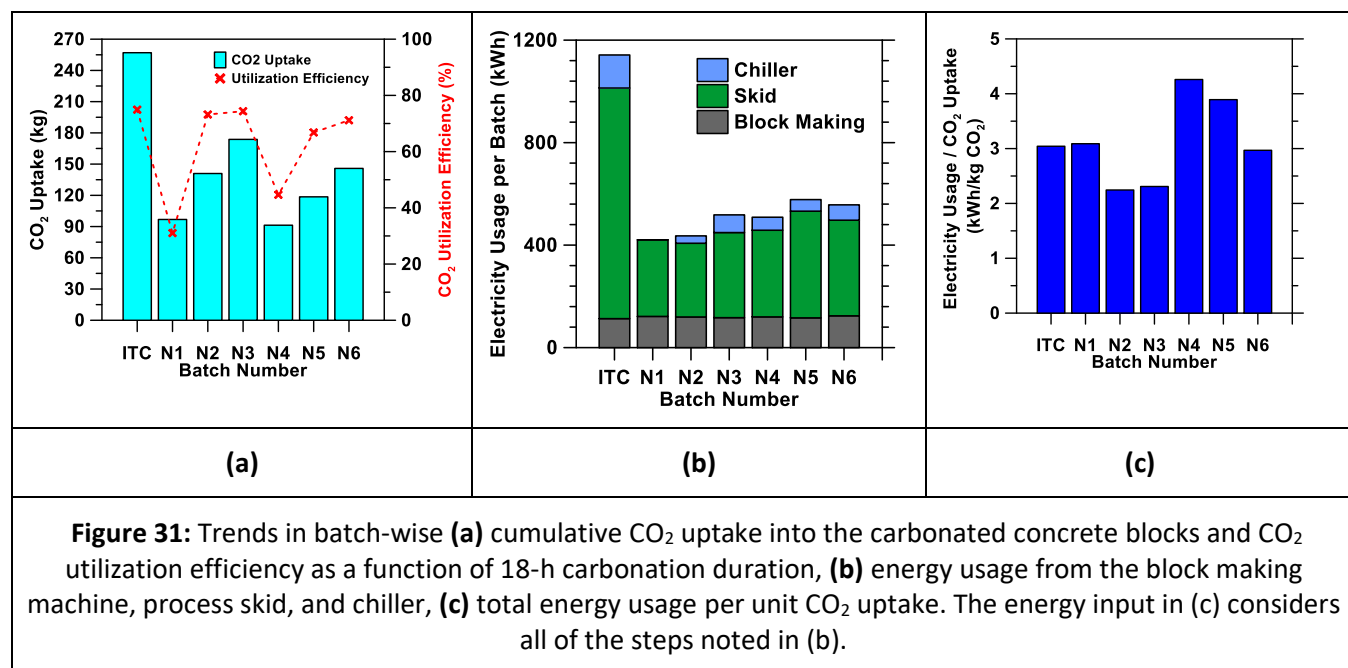 270
240
210
180
150
120
90
60
30
0
CO₂ Uptake (kg)
CO2 Uptake
Utilization Efficiency
100
80
60
40
20
0
CO₂ Utilization Efficiency (%)
ITC N1 N2 N3 N4 N5 N6
Batch Number
1200
800
400
0
Electricity Usage per Batch (kWh)
Chiller
Skid
Block Making
ITC N1 N2 N3 N4 N5 N6
Batch Number
5
4
3
2
1
0
Electricity Usage / CO₂ Uptake
(kWh/kg CO₂)
ITC N1 N2 N3 N4 N5 N6
Batch Number
(a)
(b)
(c)
Figure 31: Trends in batch-wise (a) cumulative CO₂ uptake into the carbonated concrete blocks and CO₂
utilization efficiency as a function of 18-h carbonation duration, (b) energy usage from the block making
machine, process skid, and chiller, (c) total energy usage per unit CO₂ uptake. The energy input in (c) considers
all of the steps noted in (b).